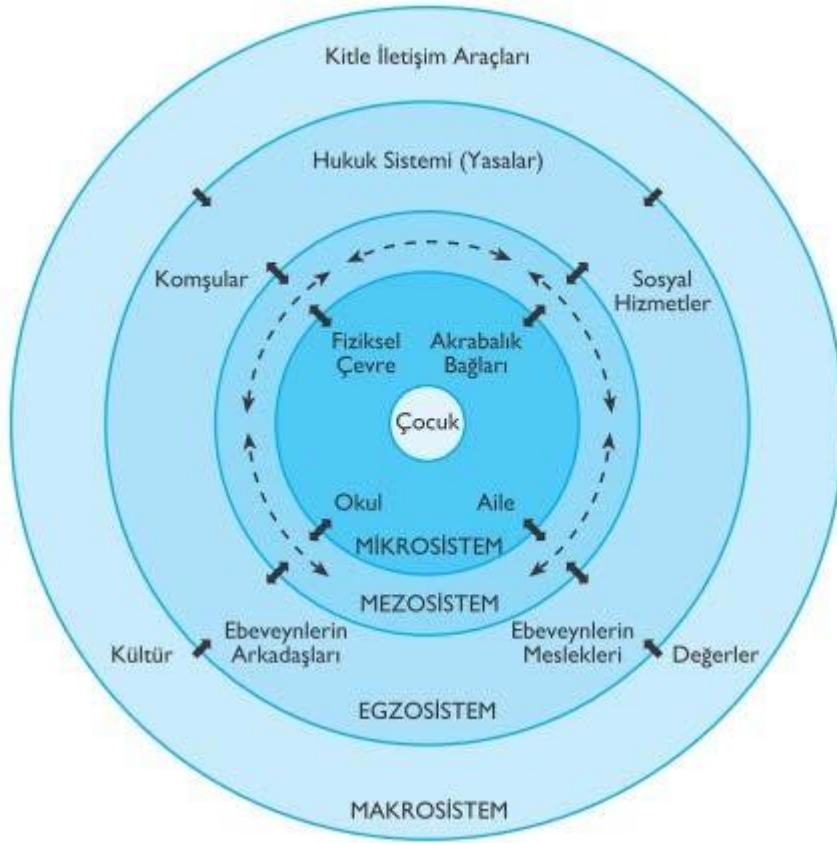 Kitle İletişim Araçları
Hukuk Sistemi (Yasalar)
Komşular
Sosyal
Hizmetler
Fiziksel
Çevre
Akrabalık
Bağları
Çocuk
Okul
Aile
MİKROSİSTEM
MEZOSİSTEM
Kültür
Ebeveynlerin
Arkadaşları
Ebeveynlerin
Meslekleri
Değerler
EGZOSİSTEM
MAKROSİSTEM